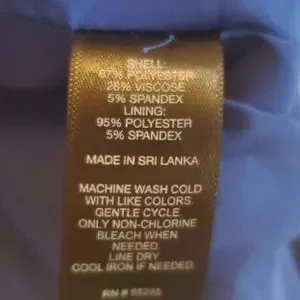 SHELL:
67% POLYESTER
28% VISCOSE
5% SPANDEX
LINING:
95% POLYESTER
5% SPANDEX
MADE IN SRI LANKA
MACHINE WASH COLD
WITH LIKE COLORS.
GENTLE CYCLE.
ONLY NON-CHLORINE
BLEACH WHEN
NEEDED.
LINE DRY
COOL IRON IF NEEDED.
RN #